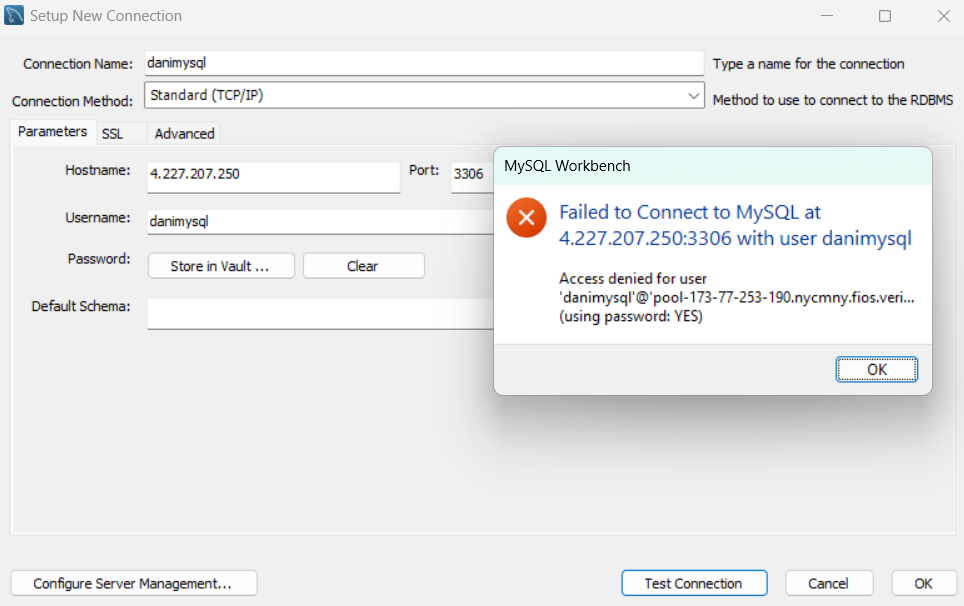 Setup New Connection
Connection Name: danimysql Type a name for the connection
Connection Method: Standard (TCP/IP) Method to use to connect to the RDBMS
Parameters SSL Advanced
Hostname: 4.227.207.250 Port: 3306
Username: danimysql
Password: Store in Vault ... Clear
Default Schema:
MySQL Workbench
Failed to Connect to MySQL at
4.227.207.250:3306 with user danimysql
Access denied for user
'danimysql'@'pool-173-77-253-190.nycmny.fios.veri...
(using password: YES)
OK
Configure Server Management... Test Connection Cancel OK